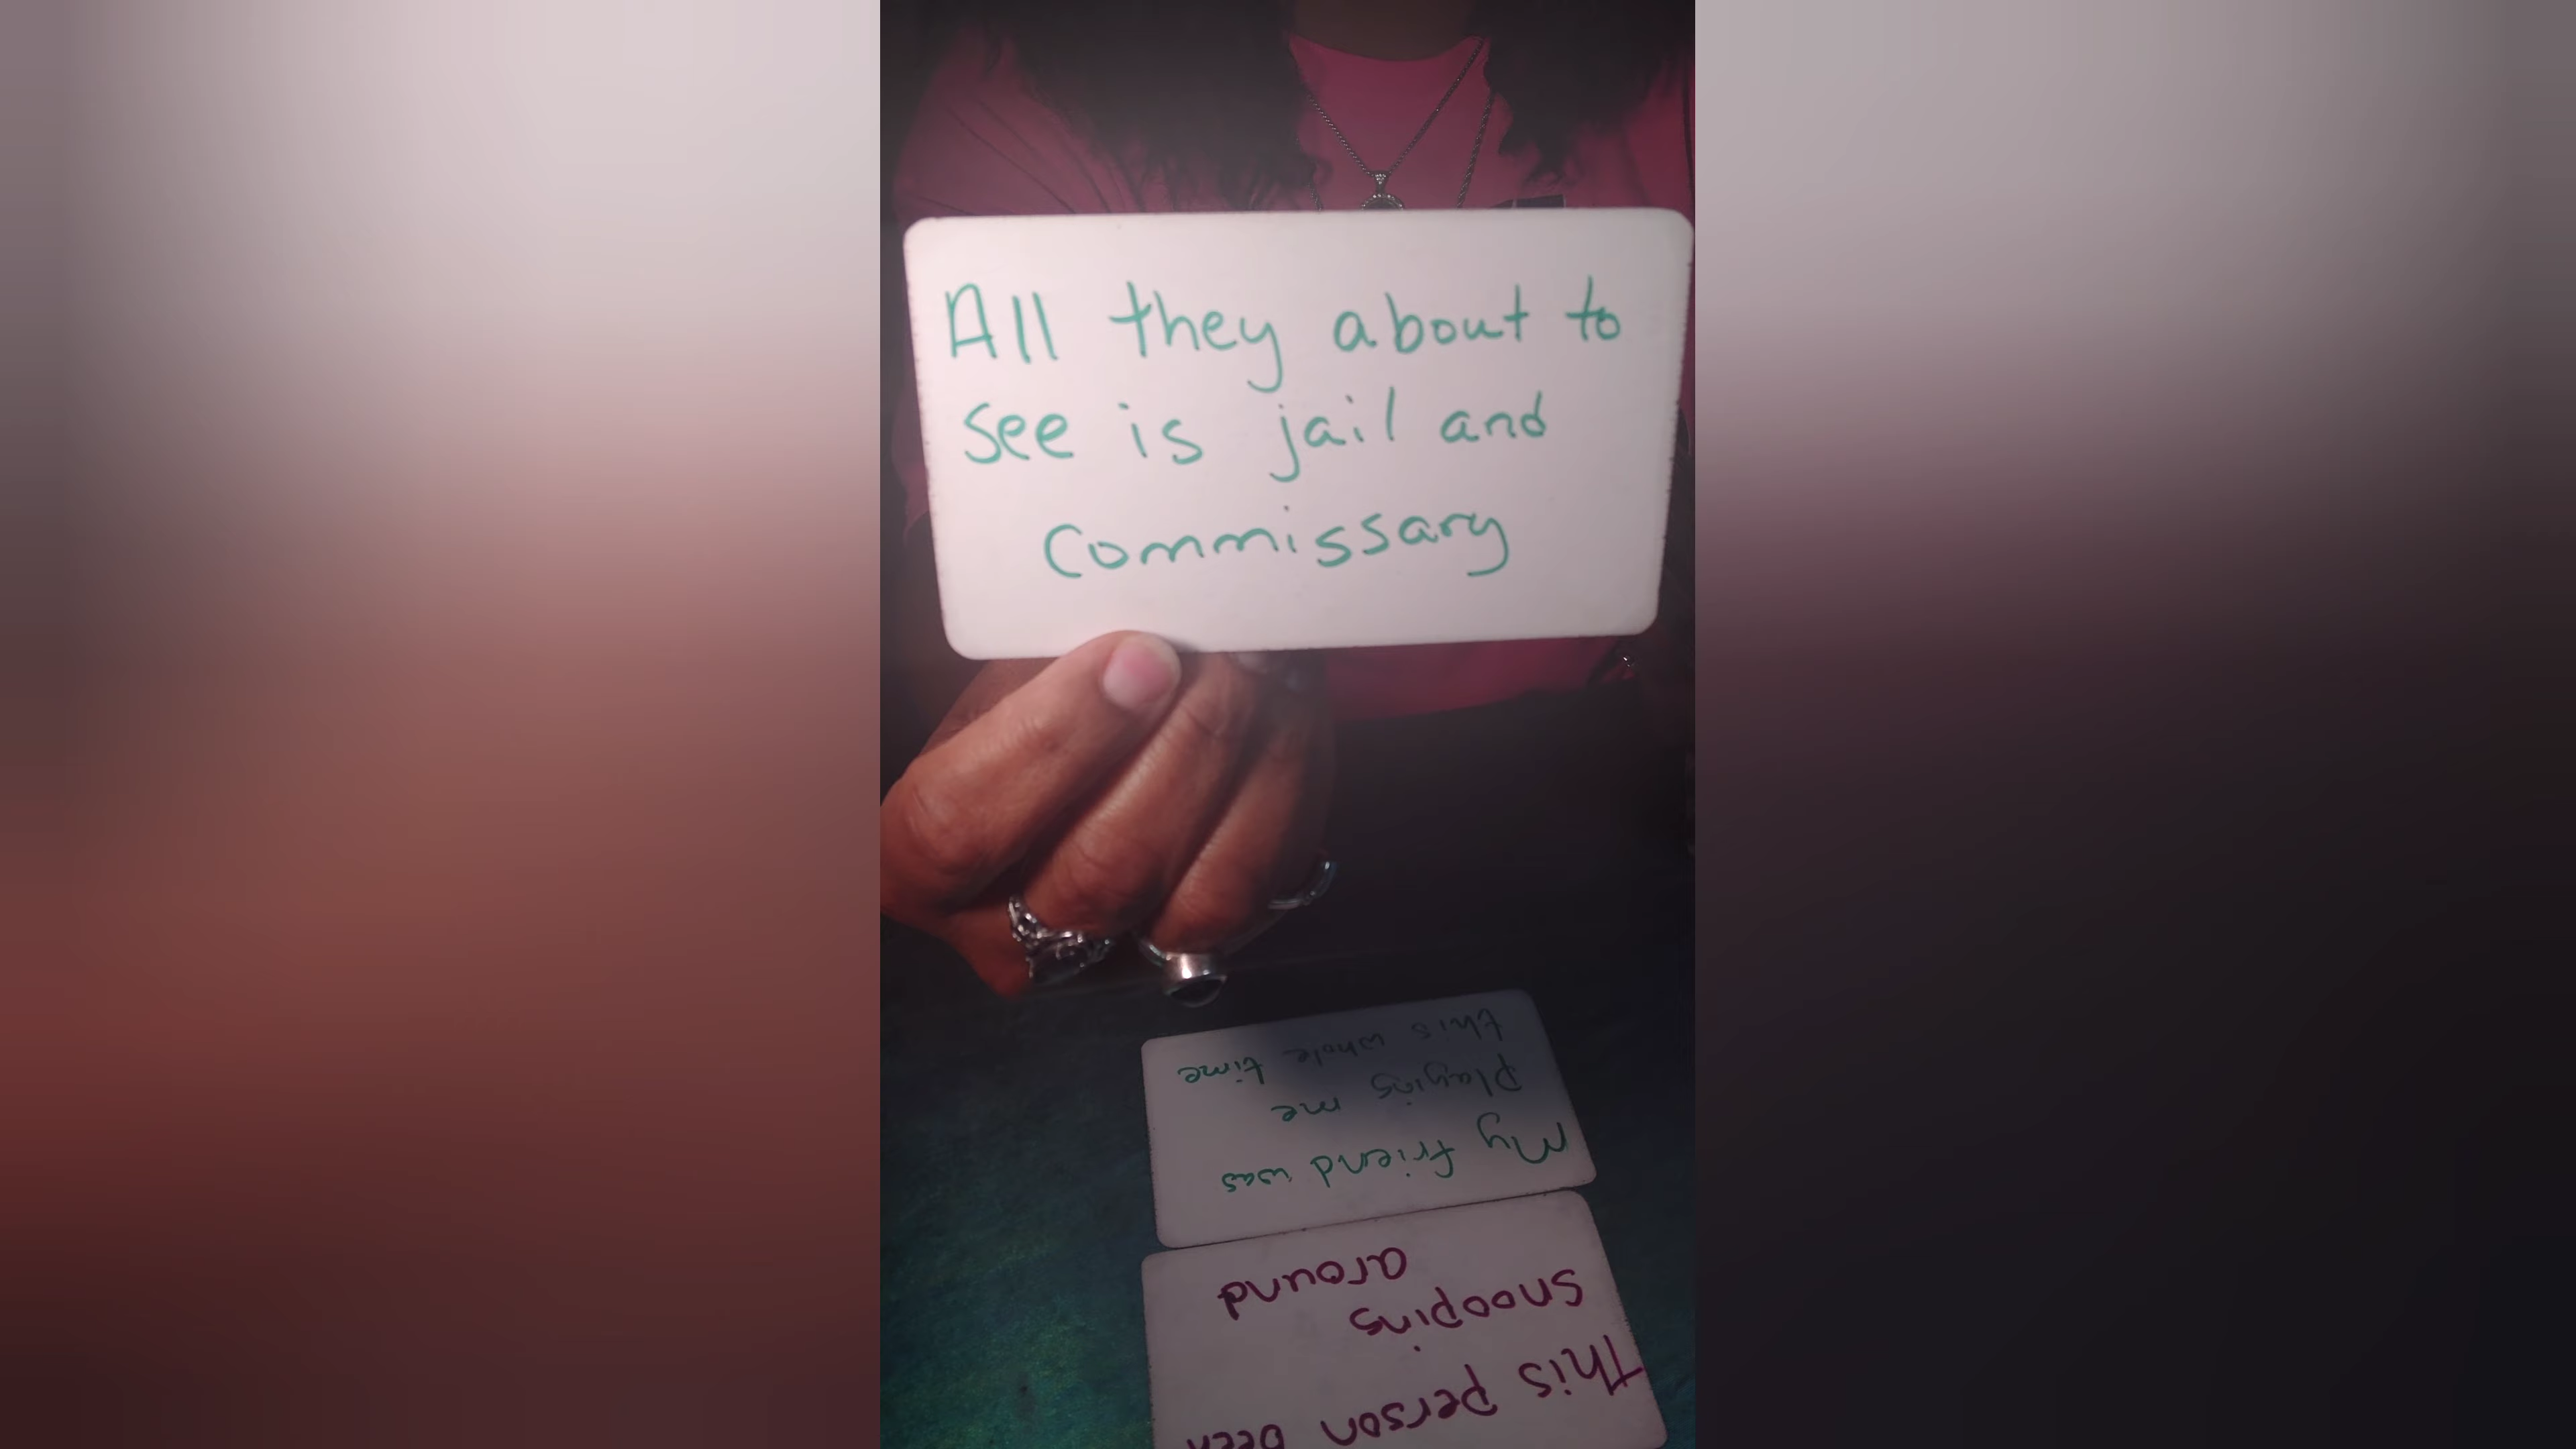 All they about to
see is jail and
commissary
My friend was
playing me
this whole time
This person been
snooping
around